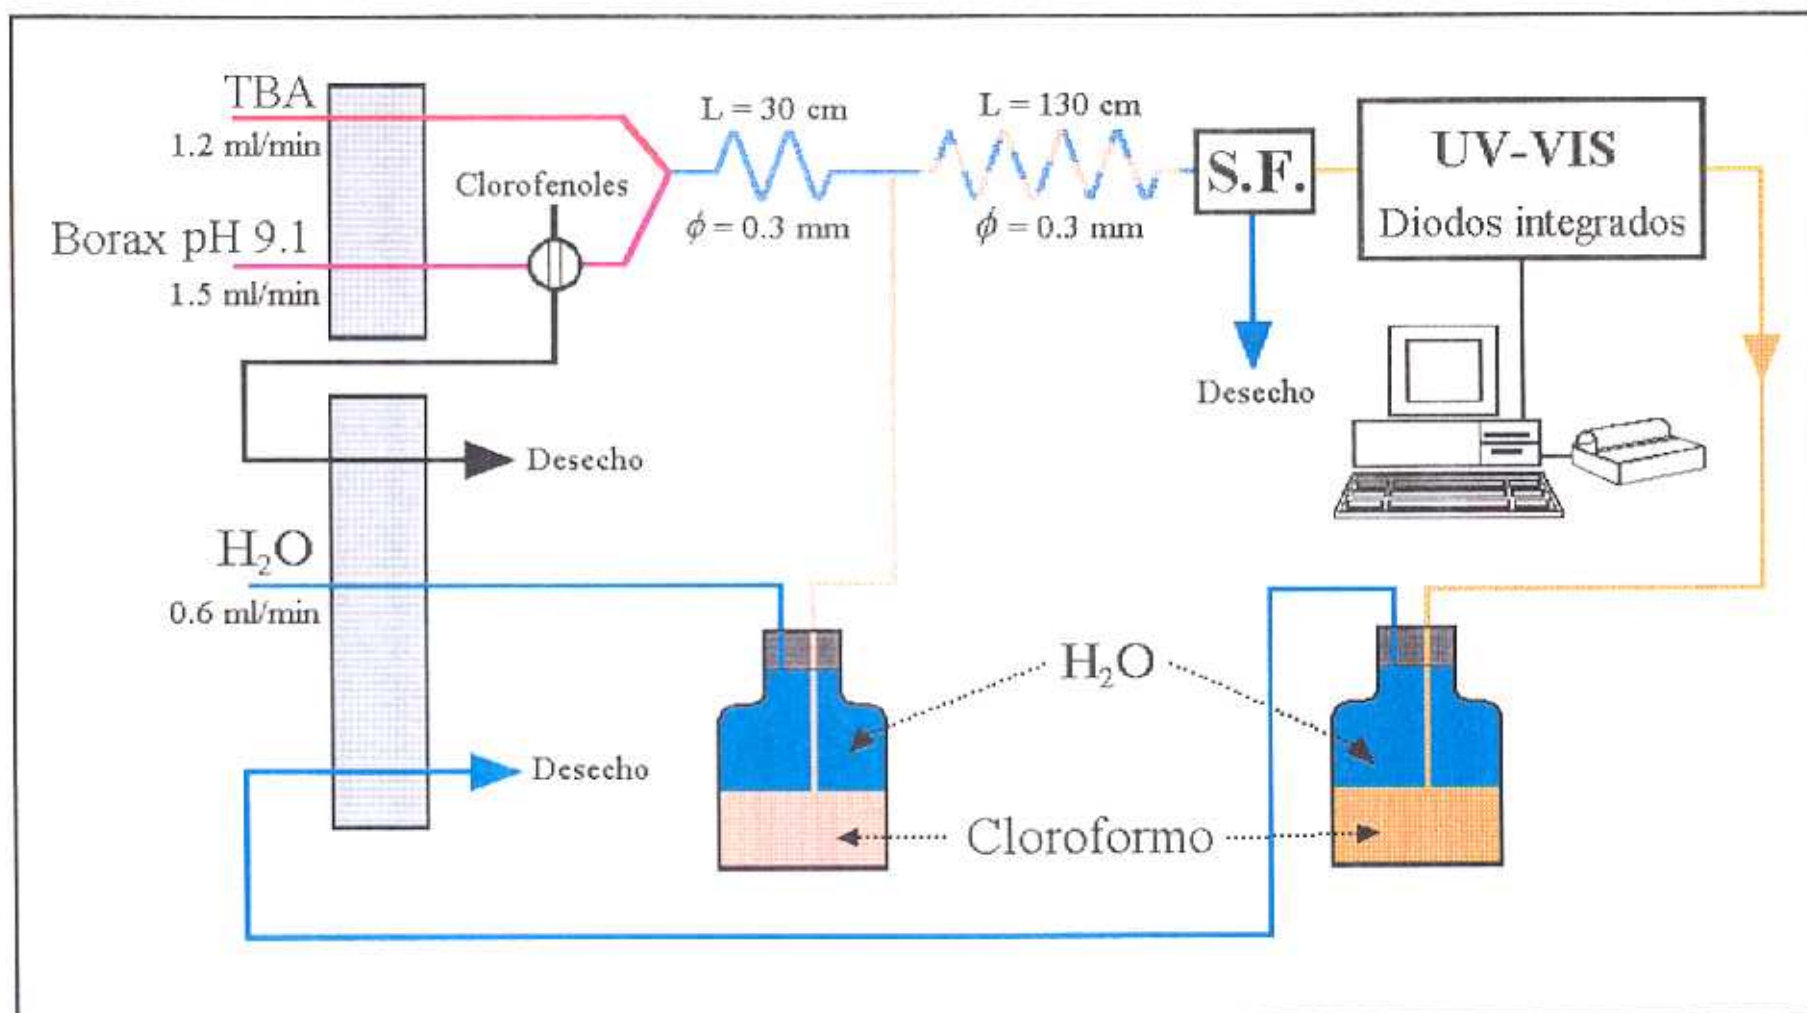 TBA
1.2 ml/min
Borax pH 9.1
1.5 ml/min
Clorofenoles
L = 30 cm
ϕ = 0.3 mm
L = 130 cm
ϕ = 0.3 mm
S.F.
UV-VIS
Diodos integrados
Desecho
Desecho
H₂O
0.6 ml/min
H₂O
Desecho
Cloroformo